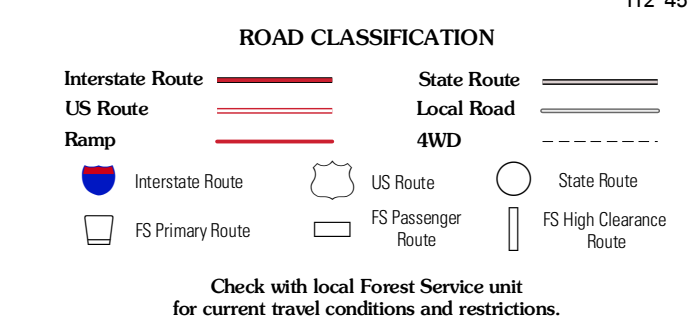 112°45'
ROAD CLASSIFICATION
Interstate Route
State Route
US Route
Local Road
Ramp
4WD
Interstate Route
US Route
State Route
FS Primary Route
FS Passenger
Route
FS High Clearance
Route
Check with local Forest Service unit
for current travel conditions and restrictions.